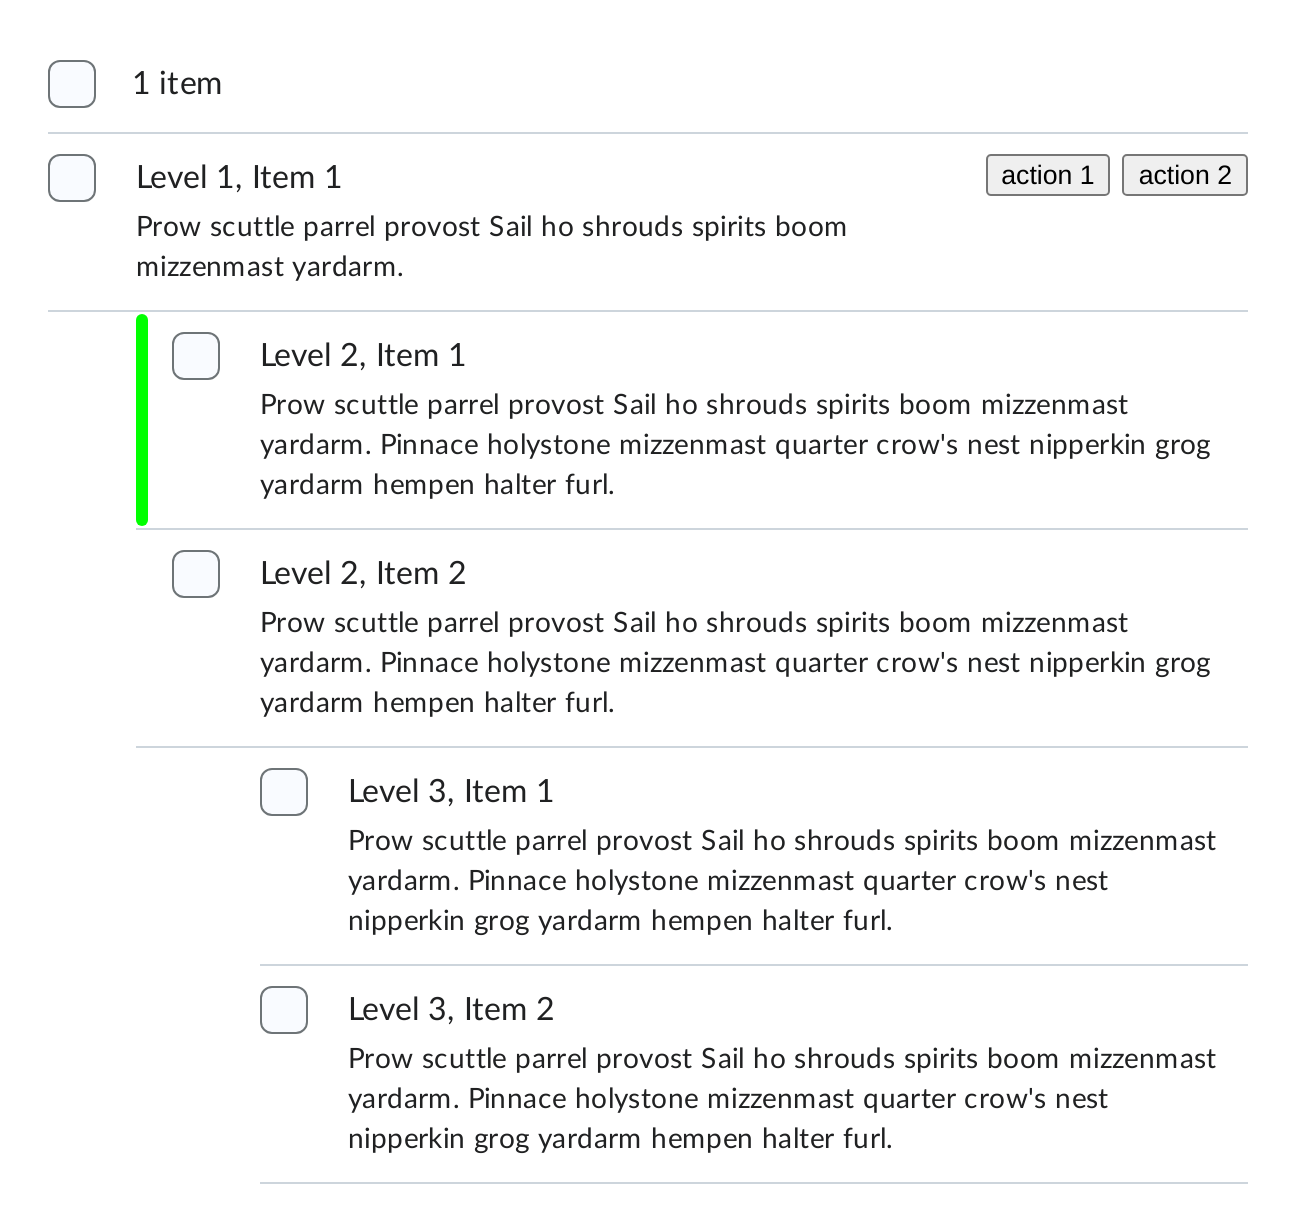 1 item
Level 1, Item 1
action 1
action 2
Prow scuttle parrel provost Sail ho shrouds spirits boom
mizzenmast yardarm.
Level 2, Item 1
Prow scuttle parrel provost Sail ho shrouds spirits boom mizzenmast
yardarm. Pinnace holystone mizzenmast quarter crow's nest nipperkin grog
yardarm hempen halter furl.
Level 2, Item 2
Prow scuttle parrel provost Sail ho shrouds spirits boom mizzenmast
yardarm. Pinnace holystone mizzenmast quarter crow's nest nipperkin grog
yardarm hempen halter furl.
Level 3, Item 1
Prow scuttle parrel provost Sail ho shrouds spirits boom mizzenmast
yardarm. Pinnace holystone mizzenmast quarter crow's nest
nipperkin grog yardarm hempen halter furl.
Level 3, Item 2
Prow scuttle parrel provost Sail ho shrouds spirits boom mizzenmast
yardarm. Pinnace holystone mizzenmast quarter crow's nest
nipperkin grog yardarm hempen halter furl.